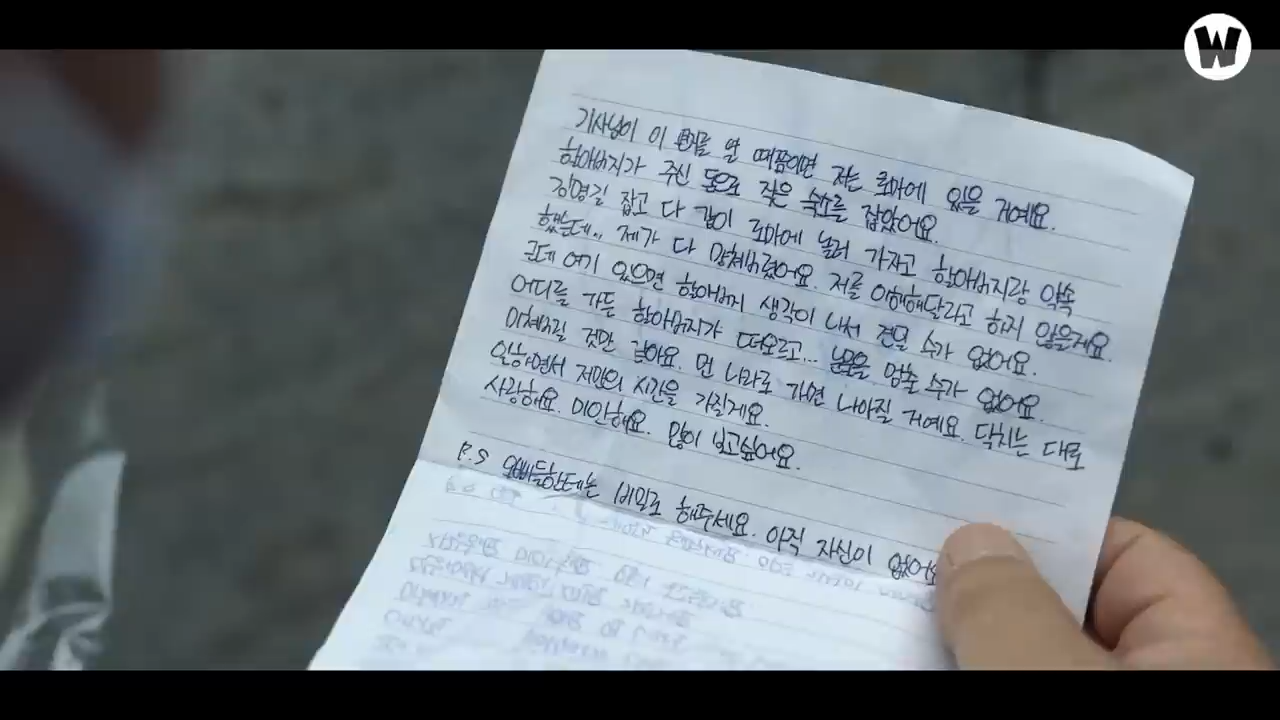 W
기사님이 이 편지를 열 때쯤이면 저는 로마에 있을 거예요.
할아버지가 주신 돈으로 작은 숙소를 잡았어요.
김명길 잡고 다 같이 로마에 놀러 가자고 할아버지랑 약속
했는데.. 제가 다 망쳐버렸어요. 저를 이해해달라고 하지 않을게요.
근데 여기 있으면 할아버지 생각이 나서 견딜 수가 없어요.
어디를 가든 할아버지가 떠오르고... 눈물을 멈출 수가 없어요.
미쳐버릴 것만 같아요. 먼 나라로 가면 나아질 거예요. 닥치는 대로
일하면서 저만의 시간을 가질게요.
사랑해요. 미안해요. 많이 보고싶어요.
P.S 오빠들한테는 비밀로 해주세요. 아직 자신이 없어요